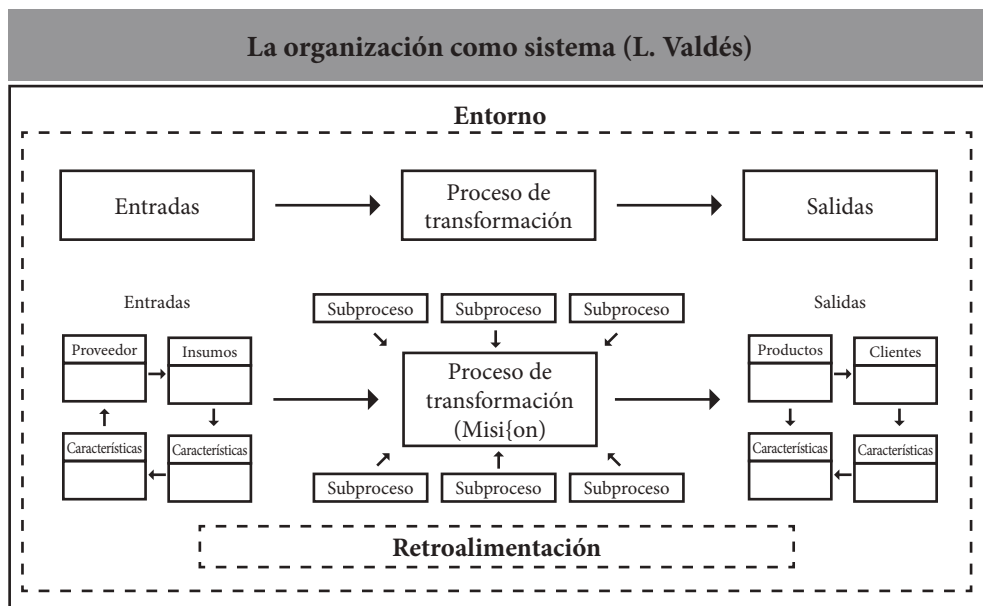 La organización como sistema (L. Valdés)
Entorno
Entradas
Proceso de
transformación
Salidas
Entradas
Proveedor
Insumos
Características
Características
Subproceso
Subproceso
Subproceso
Proceso de
transformación
(Misi{on)
Subproceso
Subproceso
Subproceso
Salidas
Productos
Clientes
Características
Características
Retroalimentación